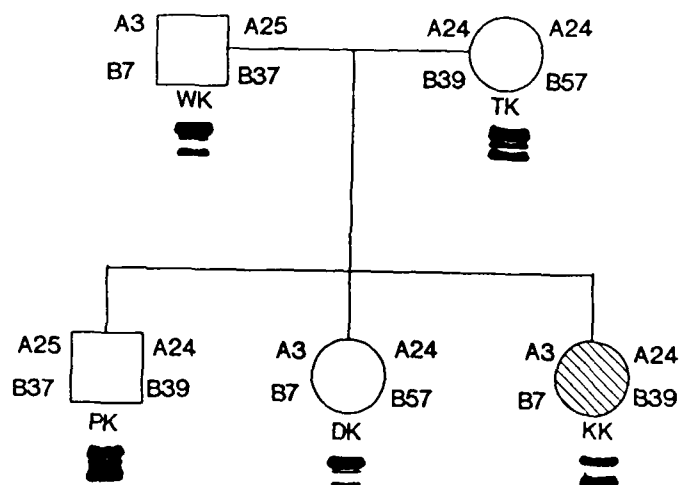 A3 A25 A24 A24
B7 B37 B39 B57
WK TK
A25 A24 A3 A24 A3 A24
B37 B39 B7 B57 B7 B39
PK DK KK